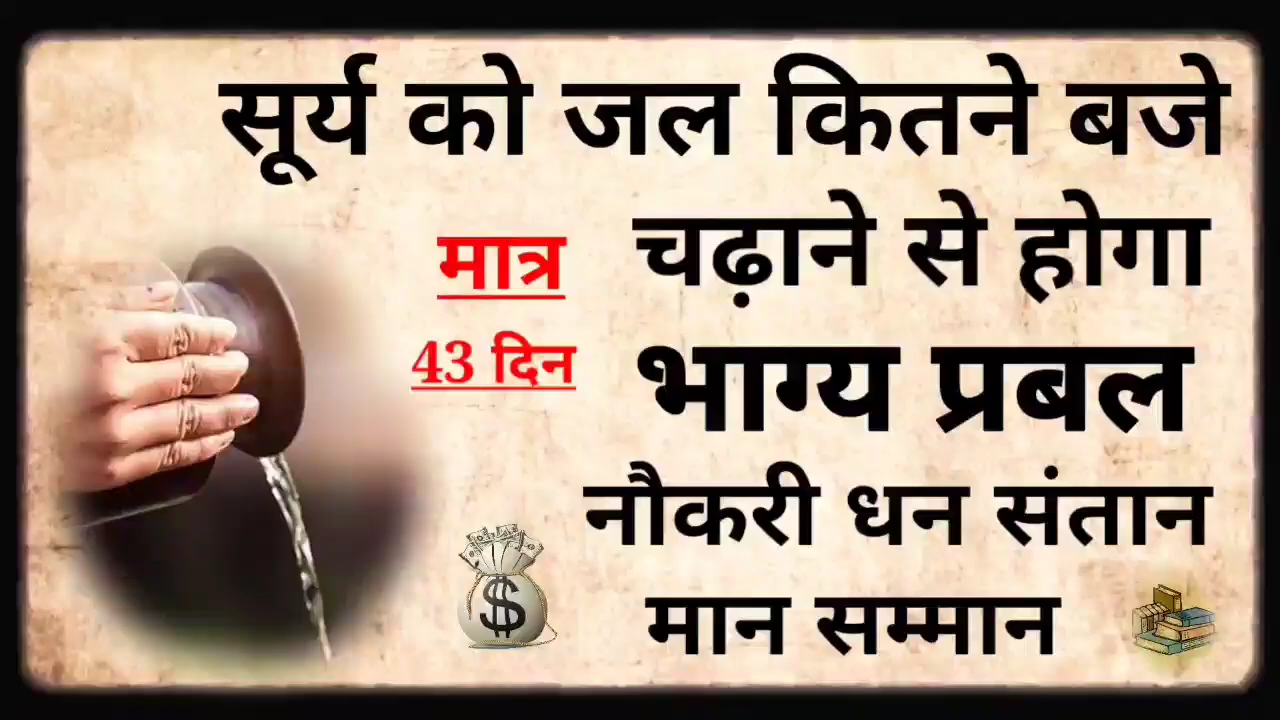 सूर्य को जल कितने बजे
चढ़ाने से होगा
मात्र
43 दिन
भाग्य प्रबल
नौकरी धन संतान
मान सम्मान
$